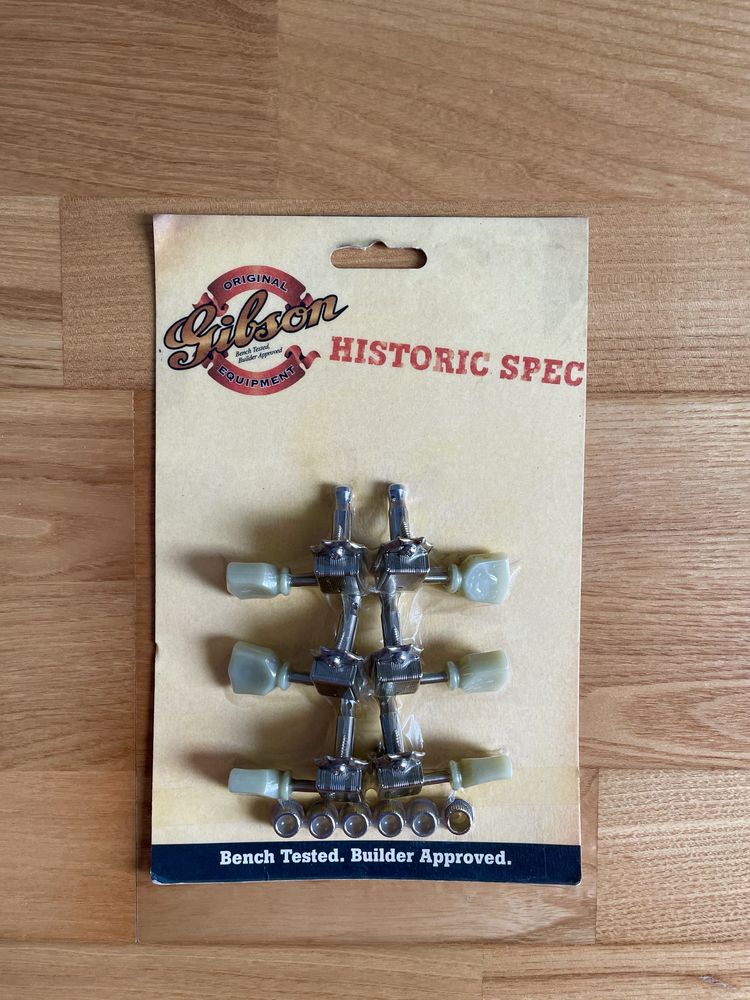 ORIGINAL
Gibson
Bench Tested,
Builder Approved
EQUIPMENT
HISTORIC SPEC
Bench Tested. Builder Approved.